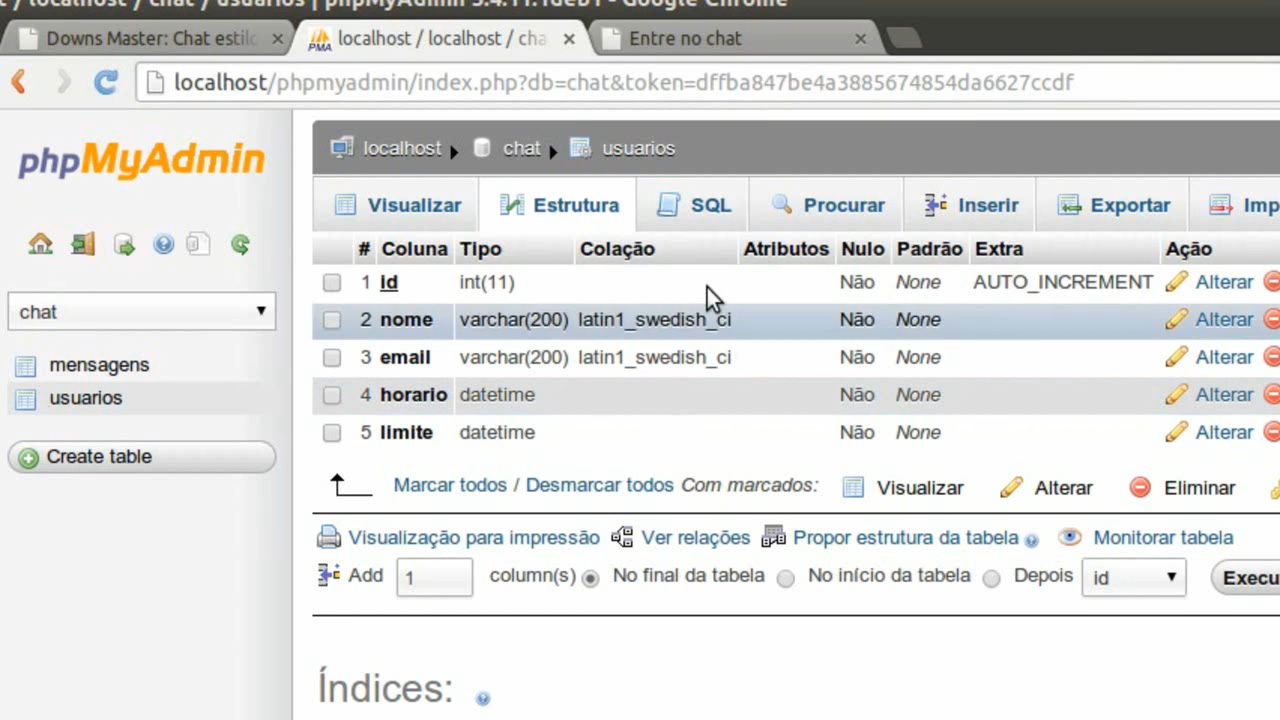 t / localhost / chat / usuarios | phpMyAdmin 3.4.11.1deb1 - Google Chrome
Downs Master: Chat estilo
localhost / localhost / cha
Entre no chat
localhost/phpmyadmin/index.php?db=chat&token=dffba847be4a3885674854da6627ccdf
phpMyAdmin
chat
mensagens
usuarios
Create table
localhost chat usuarios
Visualizar Estrutura SQL Procurar Inserir Exportar Imp
# Coluna Tipo Colação Atributos Nulo Padrão Extra Ação
1 id int(11) Não None AUTO_INCREMENT Alterar
2 nome varchar(200) latin1_swedish_ci Não None Alterar
3 email varchar(200) latin1_swedish_ci Não None Alterar
4 horario datetime Não None Alterar
5 limite datetime Não None Alterar
Marcar todos / Desmarcar todos Com marcados: Visualizar Alterar Eliminar
Visualização para impressão Ver relações Propor estrutura da tabela Monitorar tabela
Add 1 column(s) No final da tabela No início da tabela Depois id Execu
Índices: